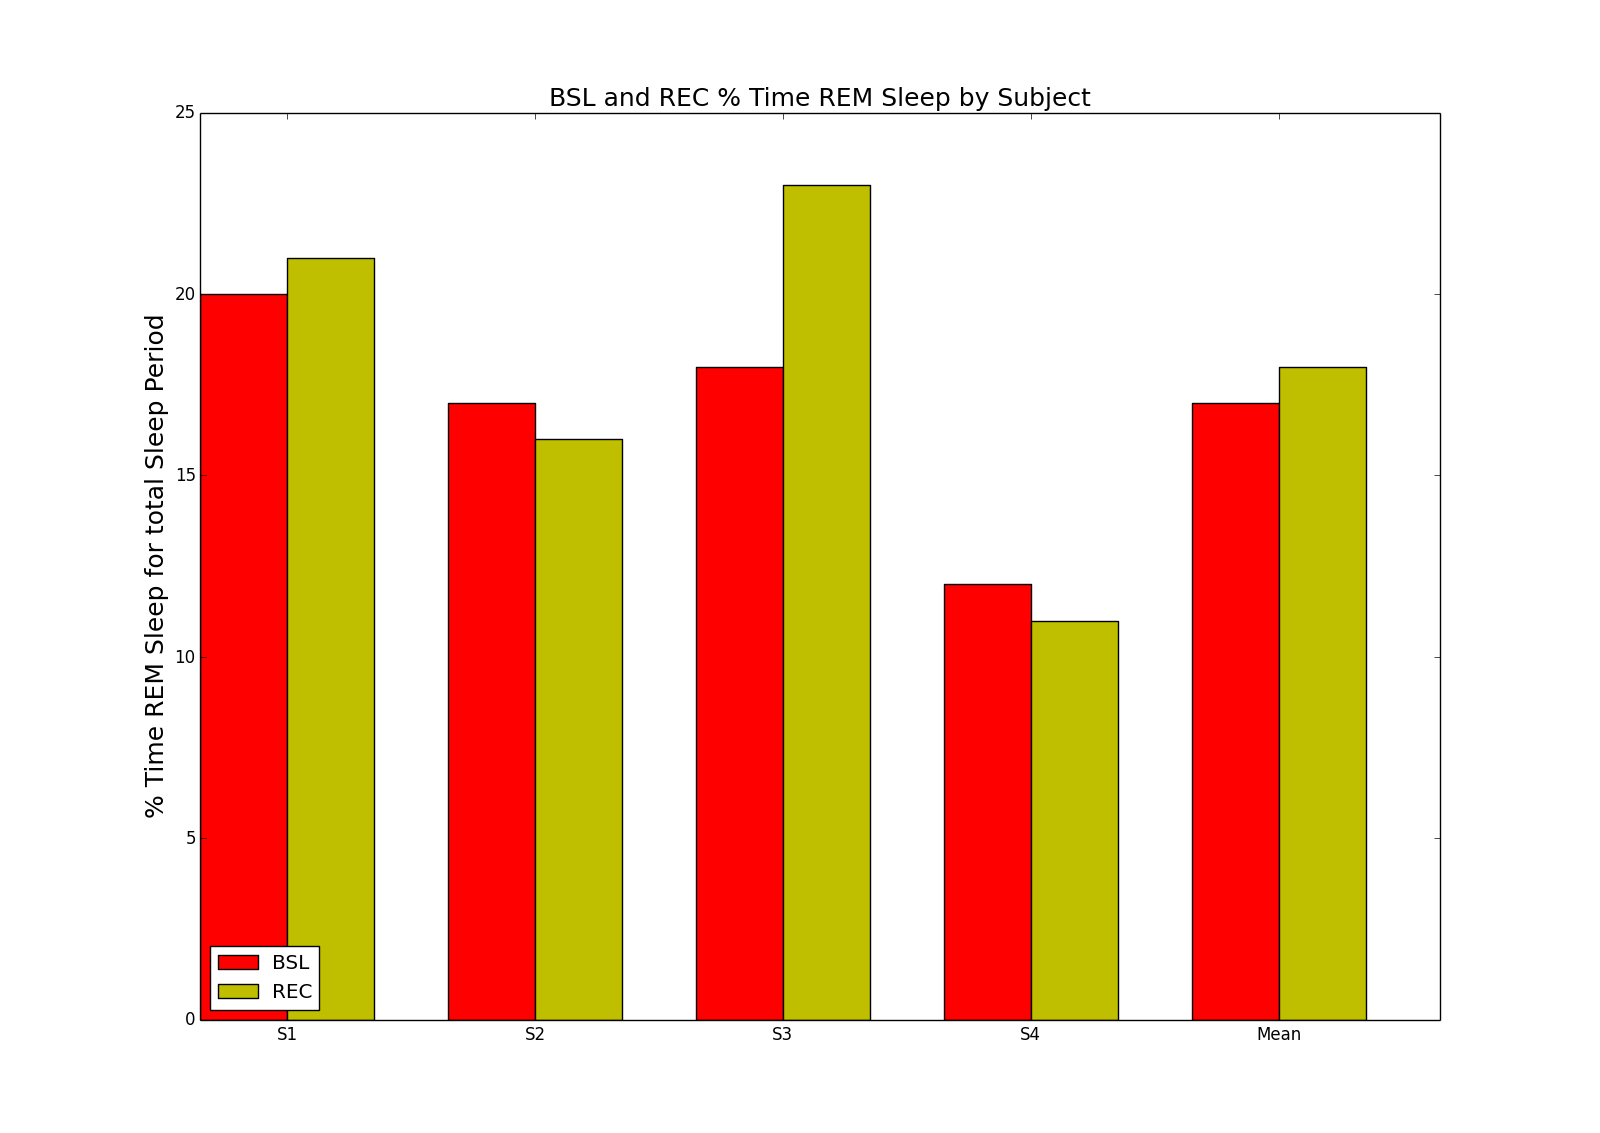 BSL and REC % Time REM Sleep by Subject
% Time REM Sleep for total Sleep Period
25
20
15
10
5
0
BSL
REC
S1
S2
S3
S4
Mean